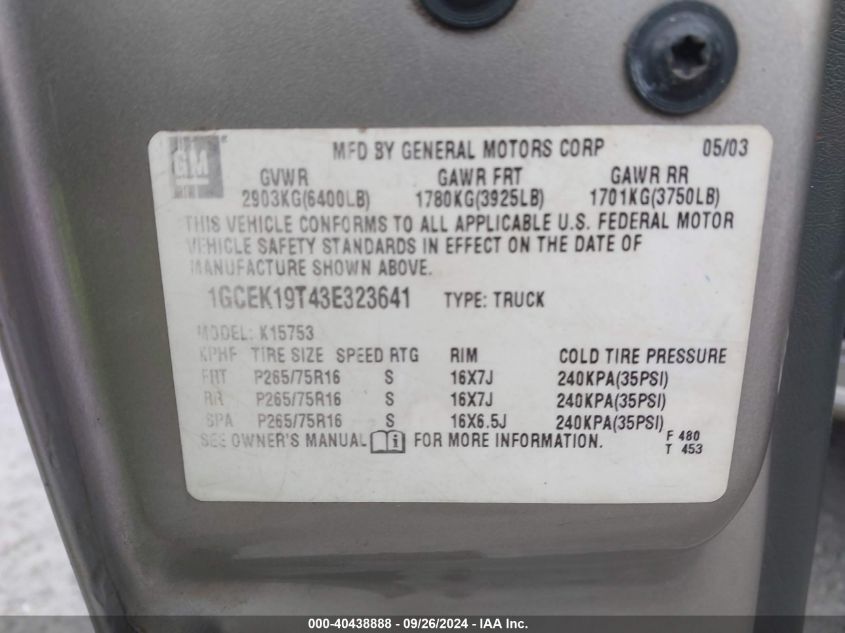 GM
MFD BY GENERAL MOTORS CORP 05/03
GVWR GAWR FRT GAWR RR
2903KG(6400LB) 1780KG(3925LB) 1701KG(3750LB)
THIS VEHICLE CONFORMS TO ALL APPLICABLE U.S. FEDERAL MOTOR
VEHICLE SAFETY STANDARDS IN EFFECT ON THE DATE OF
MANUFACTURE SHOWN ABOVE.
1GCEK19T43E323641 TYPE: TRUCK
MODEL: K15753
KPHF TIRE SIZE SPEED RTG RIM COLD TIRE PRESSURE
FRT P265/75R16 S 16X7J 240KPA(35PSI)
RR P265/75R16 S 16X7J 240KPA(35PSI)
SPA P265/75R16 S 16X6.5J 240KPA(35PSI)
SEE OWNER'S MANUAL i FOR MORE INFORMATION.
F 480
T 453
000-40438888 - 09/26/2024 - IAA Inc.